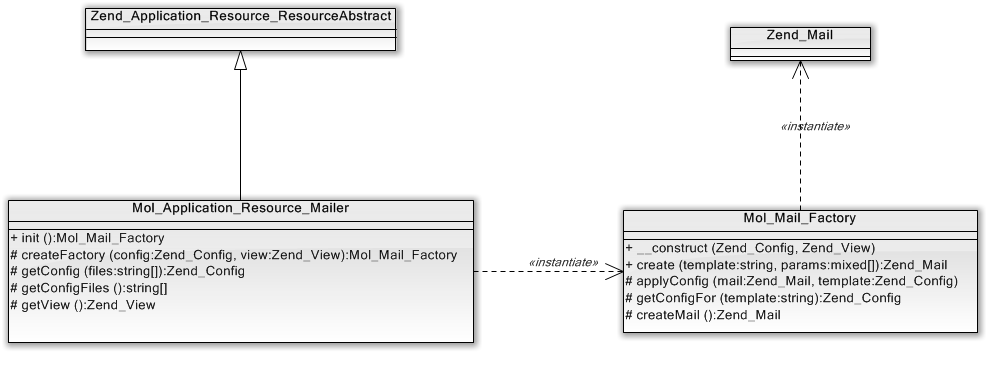 Zend_Application_Resource_ResourceAbstract
Zend_Mail
«instantiate»
Mol_Application_Resource_Mailer
+ init ():Mol_Mail_Factory
# createFactory (config:Zend_Config, view:Zend_View):Mol_Mail_Factory
# getConfig (files:string[]):Zend_Config
# getConfigFiles ():string[]
# getView ():Zend_View
«instantiate»
Mol_Mail_Factory
+ __construct (Zend_Config, Zend_View)
+ create (template:string, params:mixed[]):Zend_Mail
# applyConfig (mail:Zend_Mail, template:Zend_Config)
# getConfigFor (template:string):Zend_Config
# createMail ():Zend_Mail